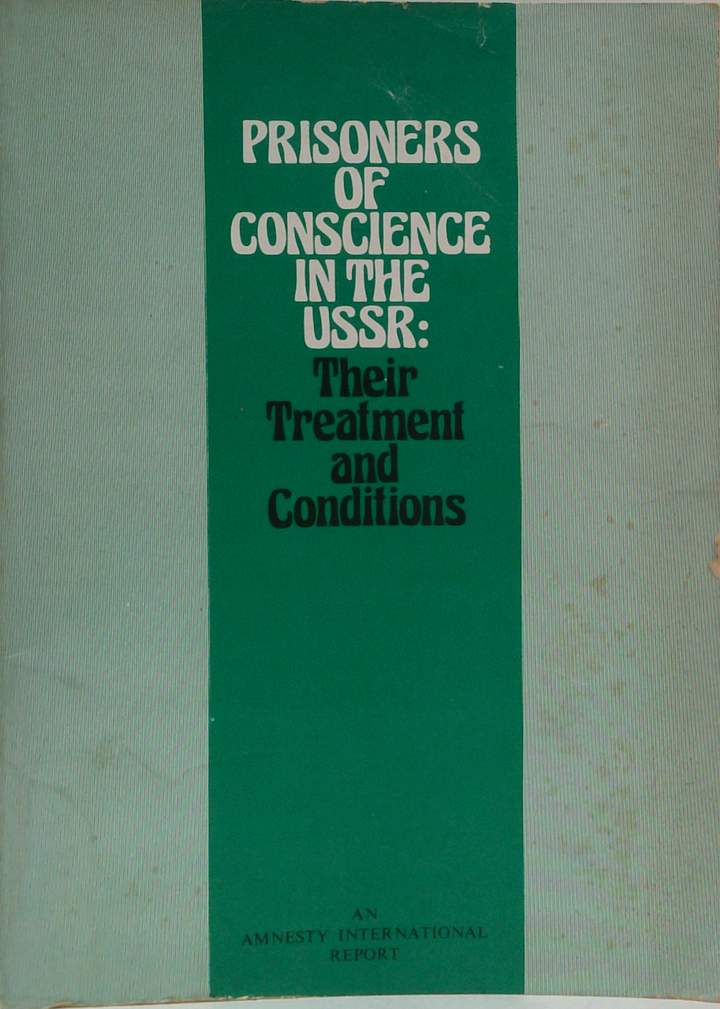 PRISONERS
OF
CONSCIENCE
IN THE
USSR:
Their
Treatment
and
Conditions
AN
AMNESTY INTERNATIONAL
REPORT